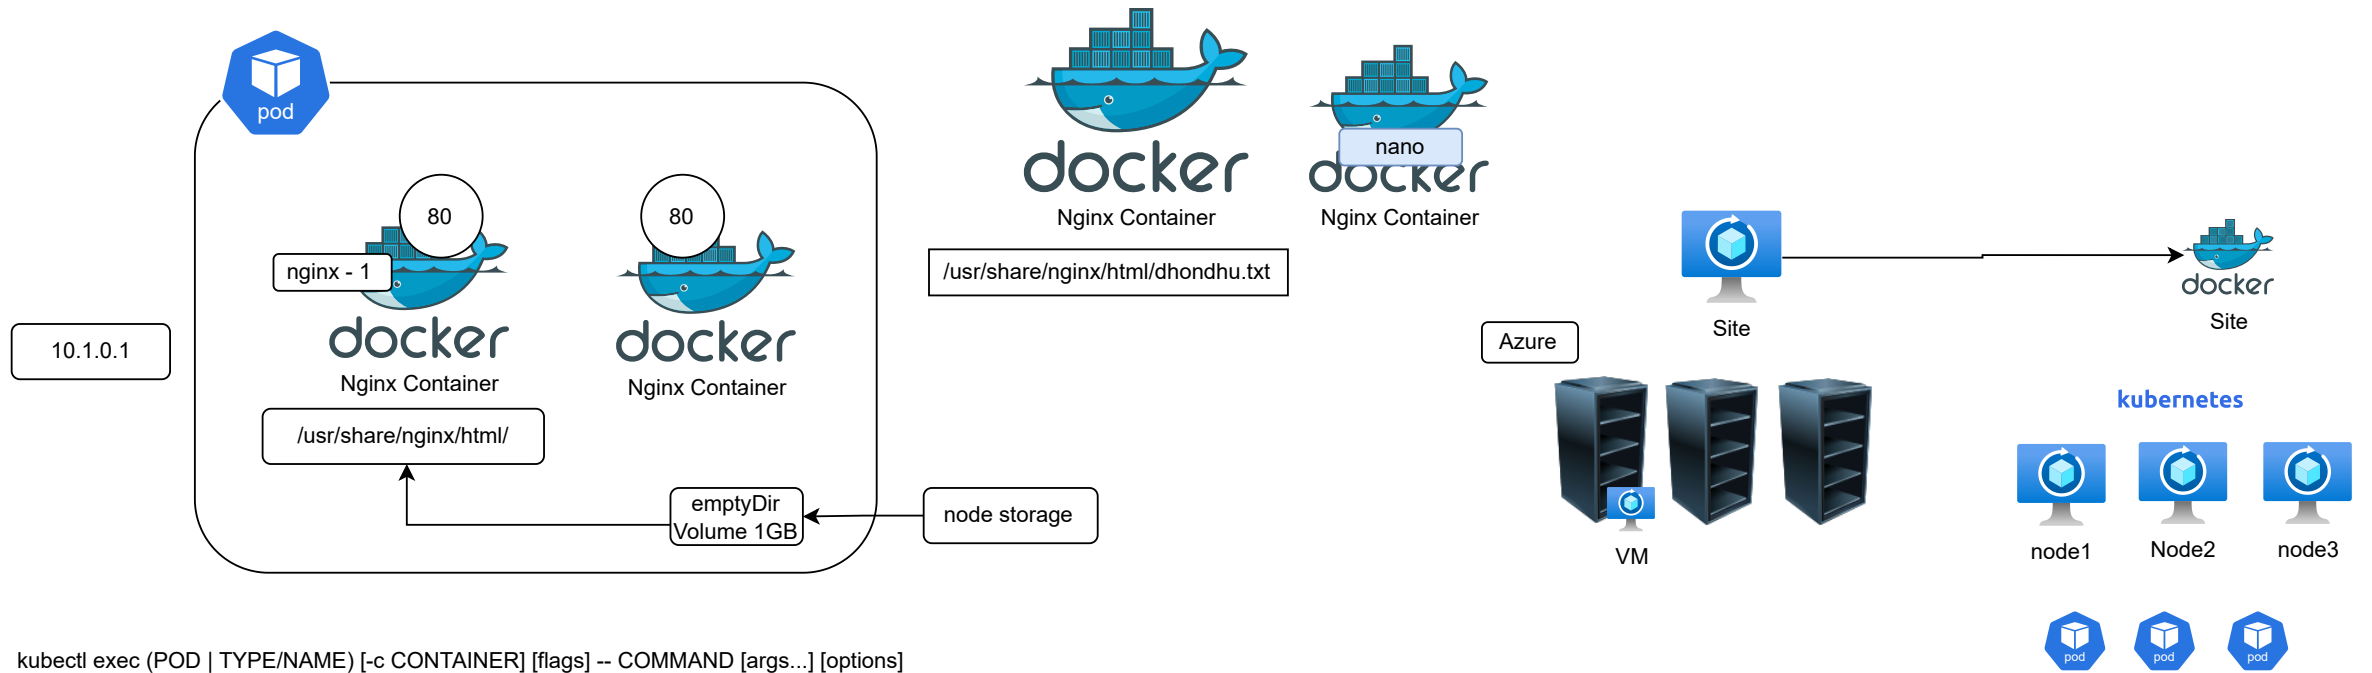 pod
80
80
nginx - 1
docker
Nginx Container
docker
Nginx Container
10.1.0.1
/usr/share/nginx/html/
emptyDir
Volume 1GB
node storage
docker
Nginx Container
nano
docker
Nginx Container
/usr/share/nginx/html/dhondhu.txt
Site
docker
Site
Azure
VM
kubernetes
node1
Node2
node3
pod
pod
pod
kubectl exec (POD | TYPE/NAME) [-c CONTAINER] [flags] -- COMMAND [args...] [options]